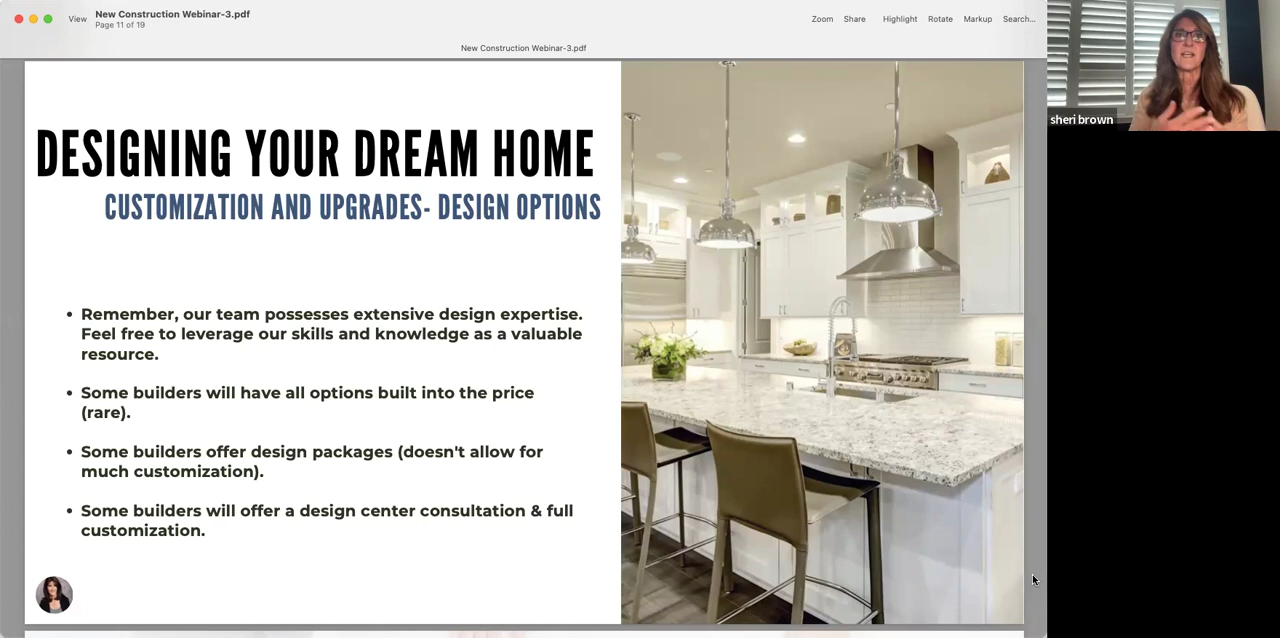 View
New Construction Webinar-3.pdf
Page 11 of 19
Zoom Share Highlight Rotate Markup Search...
New Construction Webinar-3.pdf
DESIGNING YOUR DREAM HOME
CUSTOMIZATION AND UPGRADES- DESIGN OPTIONS
• Remember, our team possesses extensive design expertise.
Feel free to leverage our skills and knowledge as a valuable
resource.
• Some builders will have all options built into the price
(rare).
• Some builders offer design packages (doesn't allow for
much customization).
• Some builders will offer a design center consultation & full
customization.
sheri brown